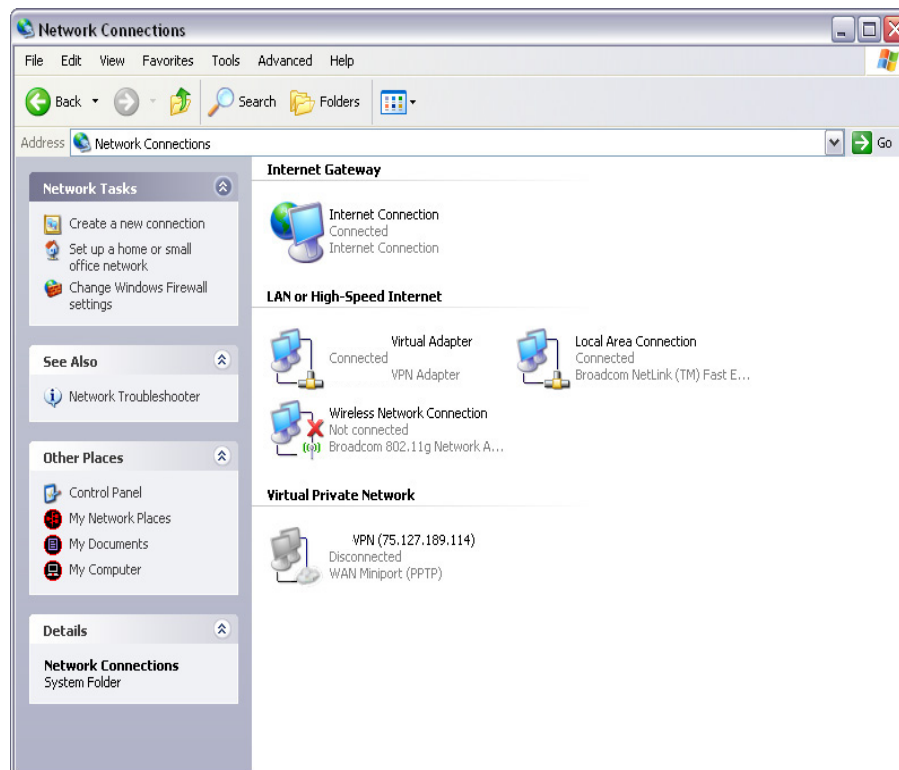 Network Connections
File Edit View Favorites Tools Advanced Help
Back Search Folders
Address Network Connections Go
Network Tasks
Create a new connection
Set up a home or small
office network
Change Windows Firewall
settings
See Also
Network Troubleshooter
Other Places
Control Panel
My Network Places
My Documents
My Computer
Details
Network Connections
System Folder
Internet Gateway
Internet Connection
Connected
Internet Connection
LAN or High-Speed Internet
Virtual Adapter
Connected
VPN Adapter
Local Area Connection
Connected
Broadcom NetLink (TM) Fast E...
Wireless Network Connection
Not connected
Broadcom 802.11g Network A...
Virtual Private Network
VPN (75.127.189.114)
Disconnected
WAN Miniport (PPTP)